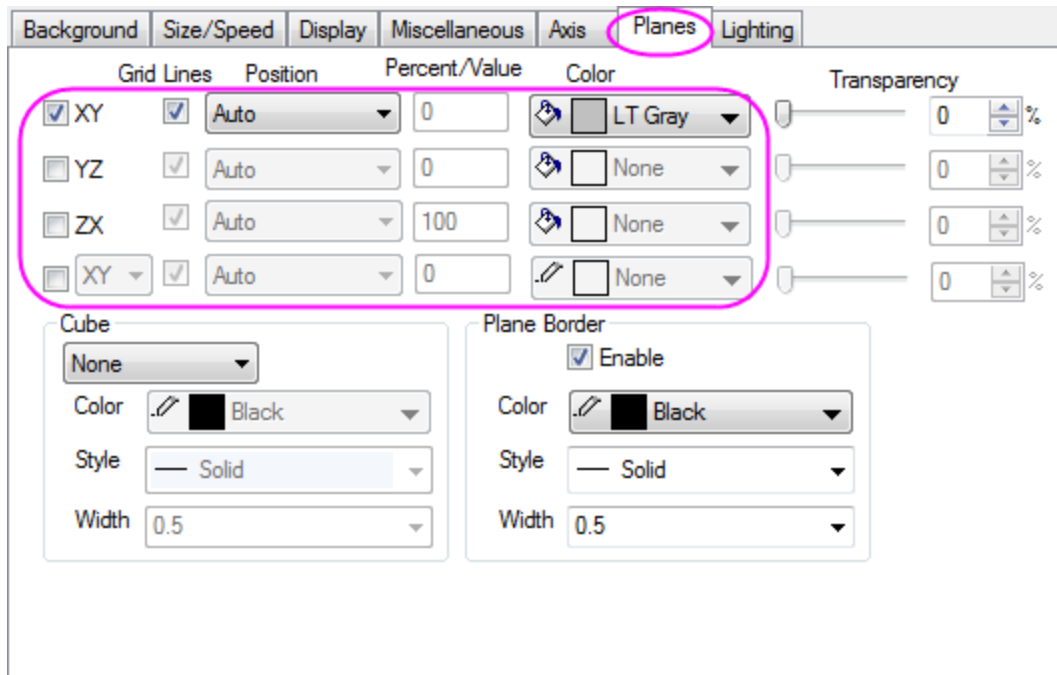 Background Size/Speed Display Miscellaneous Axis Planes Lighting
Grid Lines Position Percent/Value Color Transparency
XY Auto 0 LT Gray 0 %
YZ Auto 0 None 0 %
ZX Auto 100 None 0 %
XY Auto 0 None 0 %
Cube Plane Border
None Enable
Color Black Color Black
Style Solid Style Solid
Width 0.5 Width 0.5